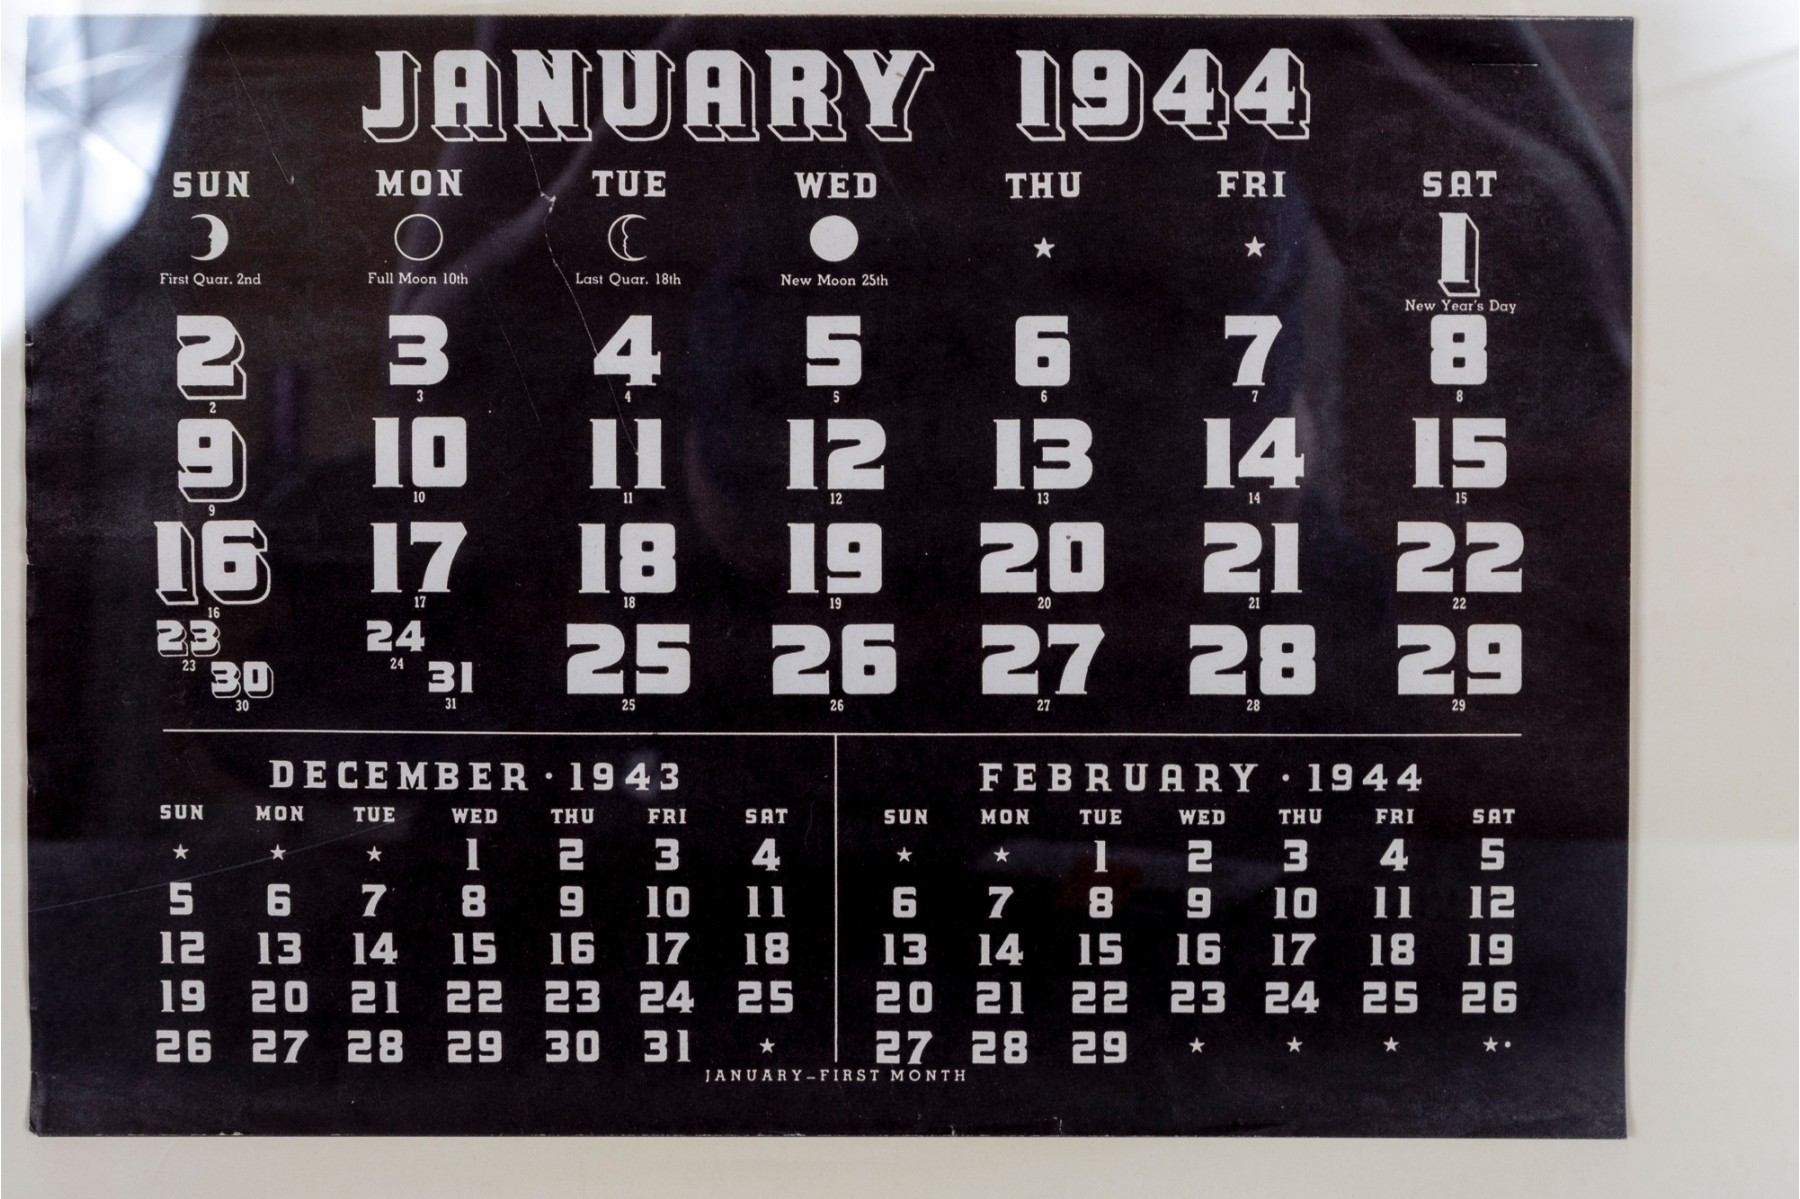 JANUARY 1944
SUN MON TUE WED THU FRI SAT
★ ★ 1
First Quar. 2nd Full Moon 10th Last Quar. 18th New Moon 25th New Year's Day
2 3 4 5 6 7 8
2 3 4 5 6 7 8
9 10 11 12 13 14 15
9 10 11 12 13 14 15
16 17 18 19 20 21 22
16 17 18 19 20 21 22
23 24 25 26 27 28 29
23 24
30 31
30 31 25 26 27 28 29
DECEMBER · 1943
SUN MON TUE WED THU FRI SAT
★ ★ ★ 1 2 3 4
5 6 7 8 9 10 11
12 13 14 15 16 17 18
19 20 21 22 23 24 25
26 27 28 29 30 31 ★
FEBRUARY · 1944
SUN MON TUE WED THU FRI SAT
★ ★ 1 2 3 4 5
6 7 8 9 10 11 12
13 14 15 16 17 18 19
20 21 22 23 24 25 26
27 28 29 ★ ★ ★ ★·
JANUARY–FIRST MONTH